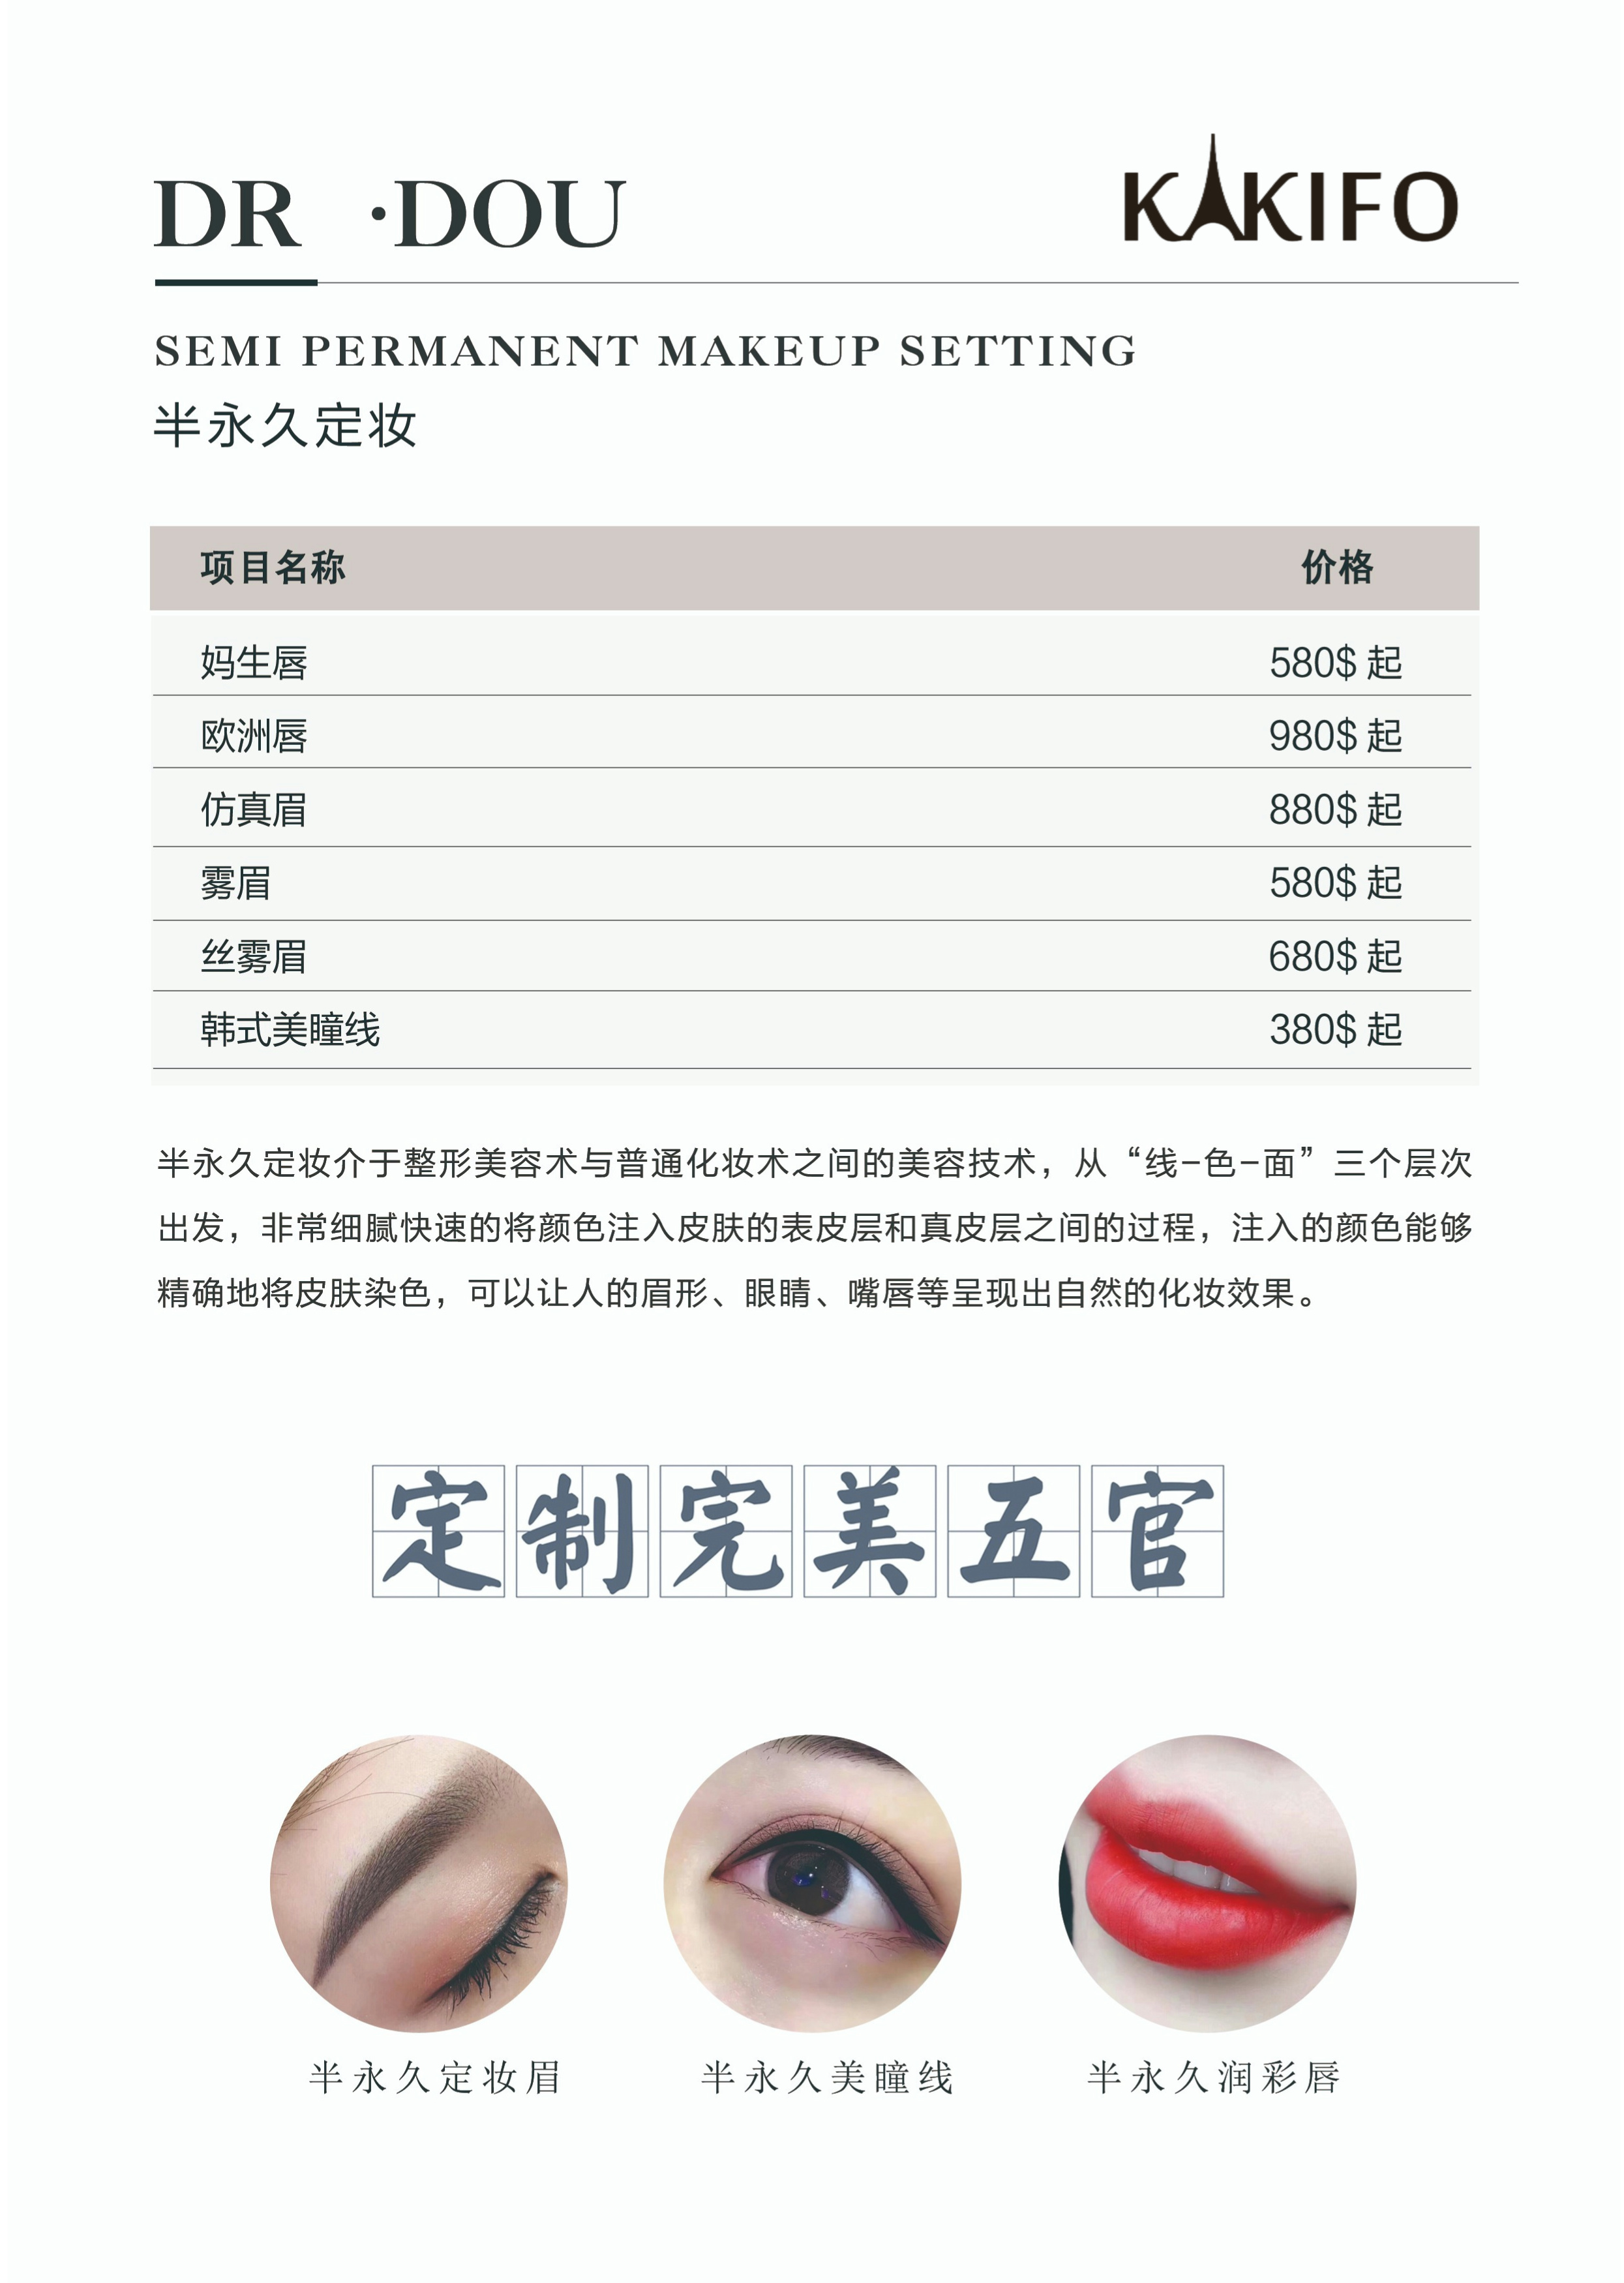 DR ·DOU
KAKIFO
SEMI PERMANENT MAKEUP SETTING
半永久定妆
项目名称 价格
妈生唇 580$ 起
欧洲唇 980$ 起
仿真眉 880$ 起
雾眉 580$ 起
丝雾眉 680$ 起
韩式美瞳线 380$ 起
半永久定妆介于整形美容术与普通化妆术之间的美容技术，从“线-色-面”三个层次
出发，非常细腻快速的将颜色注入皮肤的表皮层和真皮层之间的过程，注入的颜色能够
精确地将皮肤染色，可以让人的眉形、眼睛、嘴唇等呈现出自然的化妆效果。
定制完美五官
半永久定妆眉
半永久美瞳线
半永久润彩唇